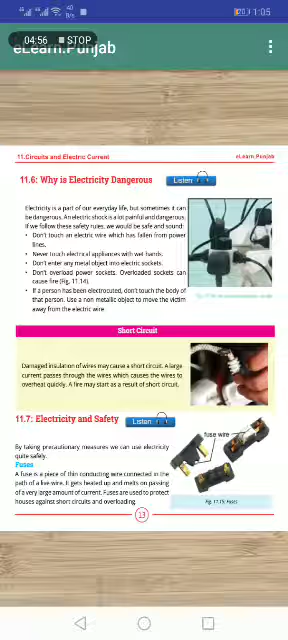 1:05
04:56 STOP
eLearn.Punjab
11.Circuits and Electric Current
eLearn.Punjab
11.6: Why is Electricity Dangerous
Listen
Electricity is a part of our everyday life, but sometimes it can
be dangerous. An electric shock is a lot painful and dangerous.
If we follow these safety rules, we would be safe and sound:
• Don't touch an electric wire which has fallen from power
lines.
• Never touch electrical appliances with wet hands.
• Don't enter any metal object into electric sockets.
• Don't overload power sockets. Overloaded sockets can
cause fire (Fig. 11.14).
• If a person has been electrocuted, don't touch the body of
that person. Use a non metallic object to move the victim
away from the electric wire
Short Circuit
Damaged insulation of wires may cause a short circuit. A large
current passes through the wires which causes the wires to
overheat quickly. A fire may start as a result of short circuit.
11.7: Electricity and Safety
Listen
By taking precautionary measures we can use electricity
quite safely.
Fuses
A fuse is a piece of thin conducting wire connected in the
path of a live wire. It gets heated up and melts on passing
of a very large amount of current. Fuses are used to protect
houses against short circuits and overloading.
fuse wire
Fig. 11.15: Fuses
13